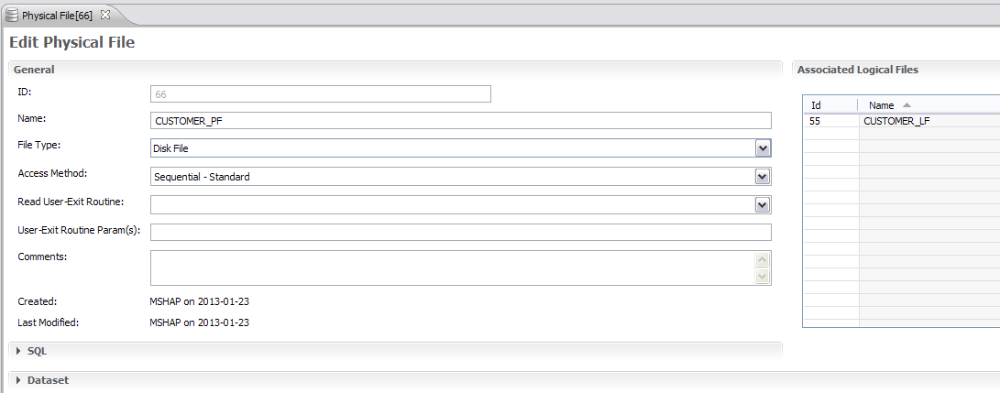 Physical File[66]
Edit Physical File
General
ID:
66
Name:
CUSTOMER_PF
File Type:
Disk File
Access Method:
Sequential - Standard
Read User-Exit Routine:
User-Exit Routine Param(s):
Comments:
Created:
MSHAP on 2013-01-23
Last Modified:
MSHAP on 2013-01-23
SQL
Dataset
Associated Logical Files
Id Name
55 CUSTOMER_LF